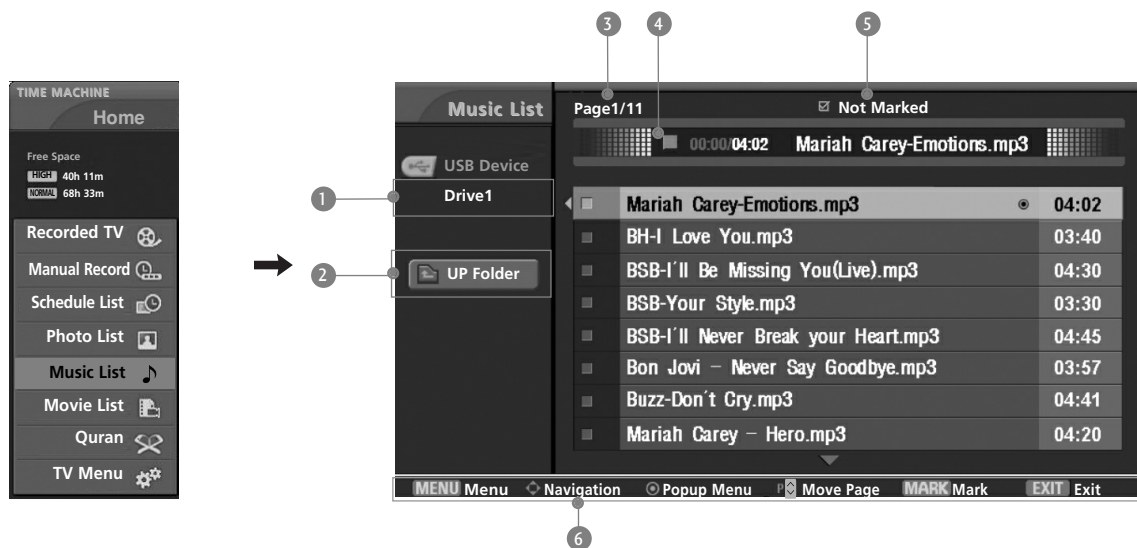 3 4 5
TIME MACHINE
Home
Free Space
HIGH 40h 11m
NORMAL 68h 33m
Recorded TV
Manual Record
Schedule List
Photo List
Music List
Movie List
Quran
TV Menu
Music List
USB Device
1 Drive1
2 UP Folder
Page1/11
Not Marked
00:00/04:02 Mariah Carey-Emotions.mp3
Mariah Carey-Emotions.mp3 04:02
BH-I Love You.mp3 03:40
BSB-I´ll Be Missing You(Live).mp3 04:30
BSB-Your Style.mp3 03:30
BSB-I´ll Never Break your Heart.mp3 04:45
Bon Jovi – Never Say Goodbye.mp3 03:57
Buzz-Don´t Cry.mp3 04:41
Mariah Carey – Hero.mp3 04:20
MENU Menu Navigation Popup Menu P Move Page MARK Mark EXIT Exit
6